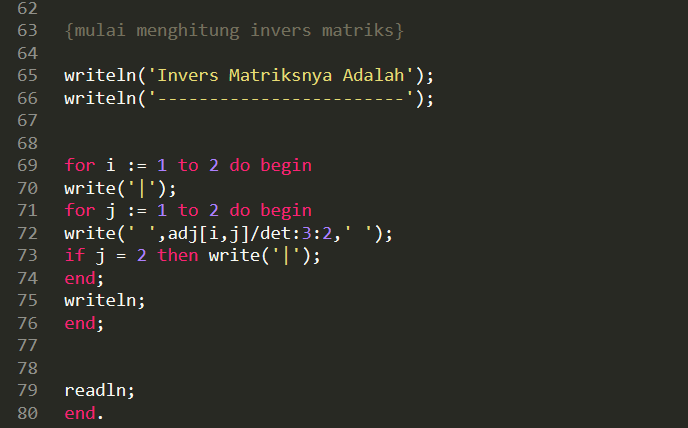 62
63 {mulai menghitung invers matriks}
64
65 writeln('Invers Matriksnya Adalah');
66 writeln('------------------------');
67
68
69 for i := 1 to 2 do begin
70 write('|');
71 for j := 1 to 2 do begin
72 write(' ',adj[i,j]/det:3:2,' ');
73 if j = 2 then write('|');
74 end;
75 writeln;
76 end;
77
78
79 readln;
80 end.